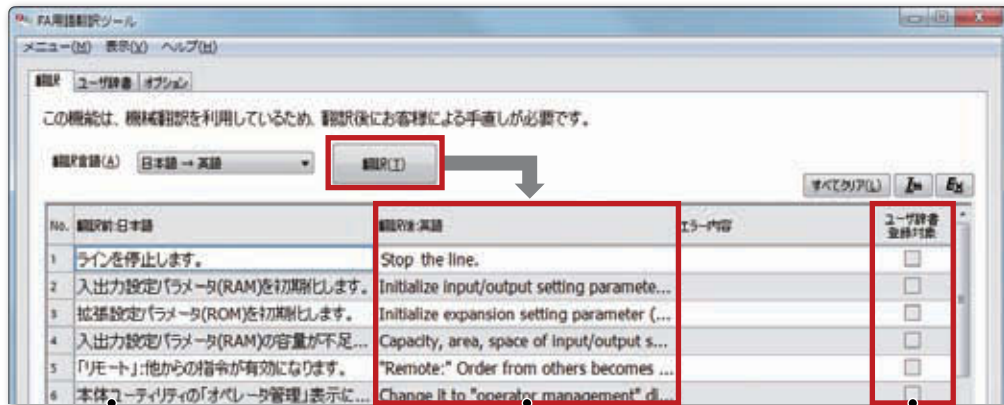 FA用語翻訳ツール
メニュー(M) 表示(V) ヘルプ(H)
翻訳 ユーザ辞書 オプション
この機能は、機械翻訳を利用しているため、翻訳後にお客様による手直しが必要です。
翻訳言語(A) 日本語 → 英語 翻訳(T)
すべてクリア(L) Im Ex
No. 翻訳前:日本語 翻訳後:英語 エラー内容 ユーザ辞書
登録対象
1 ラインを停止します。 Stop the line.
2 入出力設定パラメータ(RAM)を初期化します。 Initialize input/output setting paramete...
3 拡張設定パラメータ(ROM)を初期化します。 Initialize expansion setting parameter (...
4 入出力設定パラメータ(RAM)の容量が不足... Capacity, area, space of input/output s...
5 「リモート」:他からの指令が有効になります。 "Remote:" Order from others becomes ...
6 本体ユーティリティの「オペレータ管理」表示に... Change it to "operator management" di...